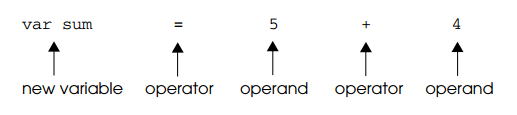 var sum = 5 + 4
new variable operator operand operator operand